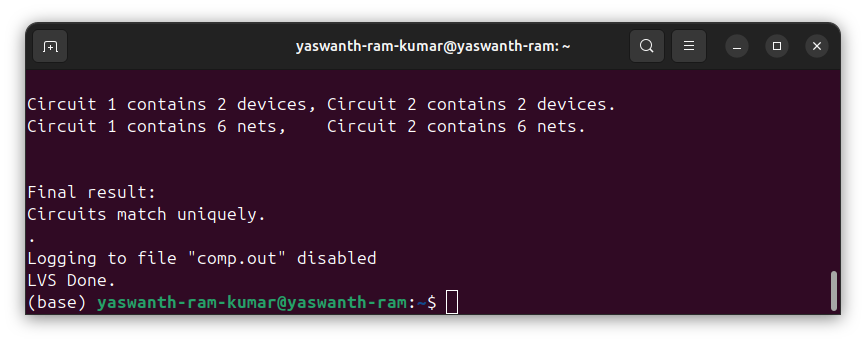 yaswanth-ram-kumar@yaswanth-ram: ~
Circuit 1 contains 2 devices, Circuit 2 contains 2 devices.
Circuit 1 contains 6 nets,    Circuit 2 contains 6 nets.
Final result:
Circuits match uniquely.
.
Logging to file "comp.out" disabled
LVS Done.
(base) yaswanth-ram-kumar@yaswanth-ram:~$